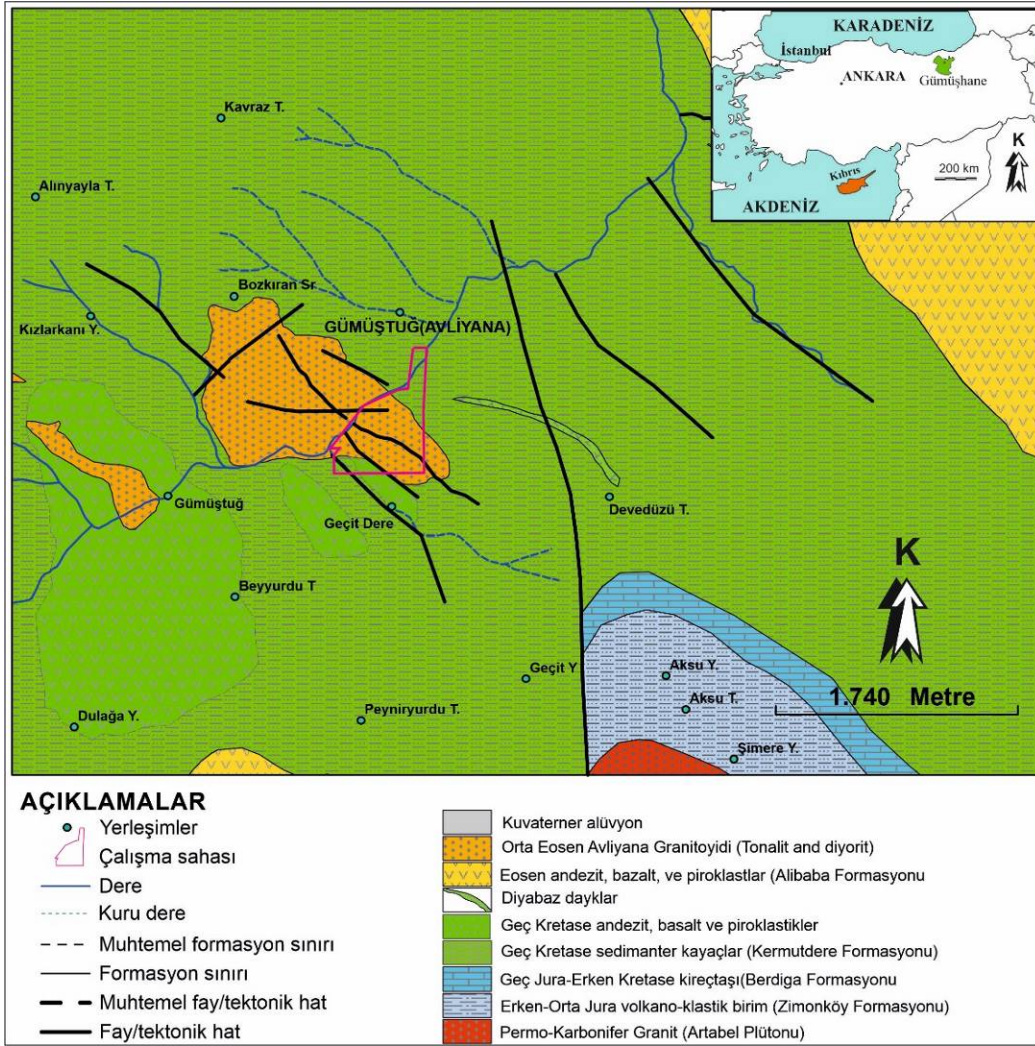 KARADENİZ
İstanbul
ANKARA
Gümüşhane
K
Kıbrıs
200 km
AKDENİZ
Kavraz T.
Alınyayla T.
Bozkıran Sr
Kızlarkanı Y.
GÜMÜŞTUĞ(AVLİYANA)
Gümüştuğ
Geçit Dere
Devedüzü T.
K
Beyyurdu T
Geçit Y
Aksu Y.
Aksu T.
1.740 Metre
Dulağa Y.
Peyniryurdu T.
Şimere Y.
AÇIKLAMALAR
Yerleşimler
Çalışma sahası
Dere
Kuru dere
Muhtemel formasyon sınırı
Formasyon sınırı
Muhtemel fay/tektonik hat
Fay/tektonik hat
Kuvaterner alüvyon
Orta Eosen Avliyana Granitoyidi (Tonalit and diyorit)
Eosen andezit, bazalt, ve piroklastlar (Alibaba Formasyonu
Diyabaz dayklar
Geç Kretase andezit, basalt ve piroklastikler
Geç Kretase sedimanter kayaçlar (Kermutdere Formasyonu)
Geç Jura-Erken Kretase kireçtaşı(Berdiga Formasyonu
Erken-Orta Jura volkano-klastik birim (Zimonköy Formasyonu)
Permo-Karbonifer Granit (Artabel Plütonu)